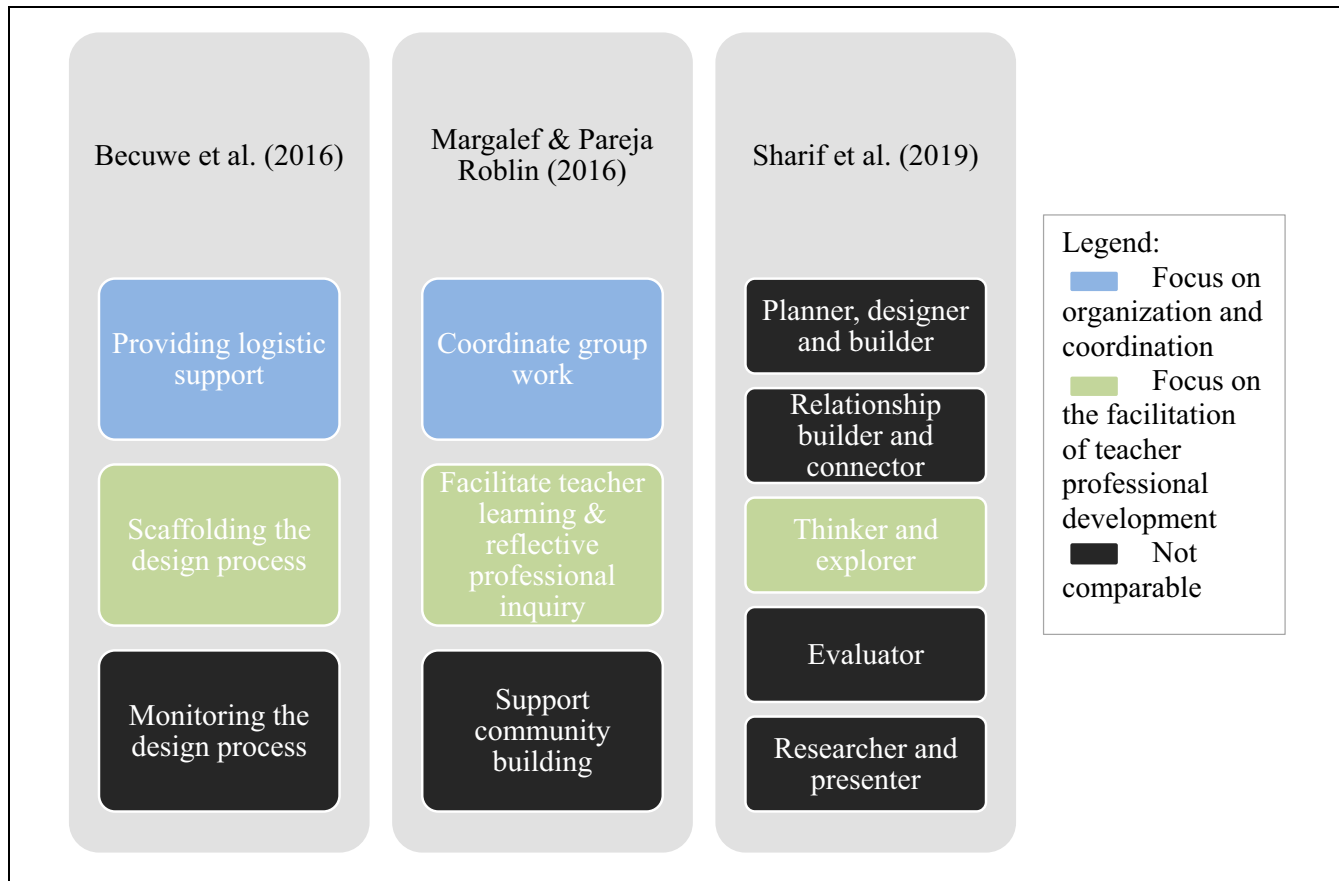 Becuwe et al. (2016)
Providing logistic
support
Scaffolding the
design process
Monitoring the
design process
Margalef & Pareja
Roblin (2016)
Coordinate group
work
Facilitate teacher
learning &
reflective
professional
inquiry
Support
community
building
Sharif et al. (2019)
Planner, designer
and builder
Relationship
builder and
connector
Thinker and
explorer
Evaluator
Researcher and
presenter
Legend:
Focus on
organization and
coordination
Focus on
the facilitation
of teacher
professional
development
Not
comparable